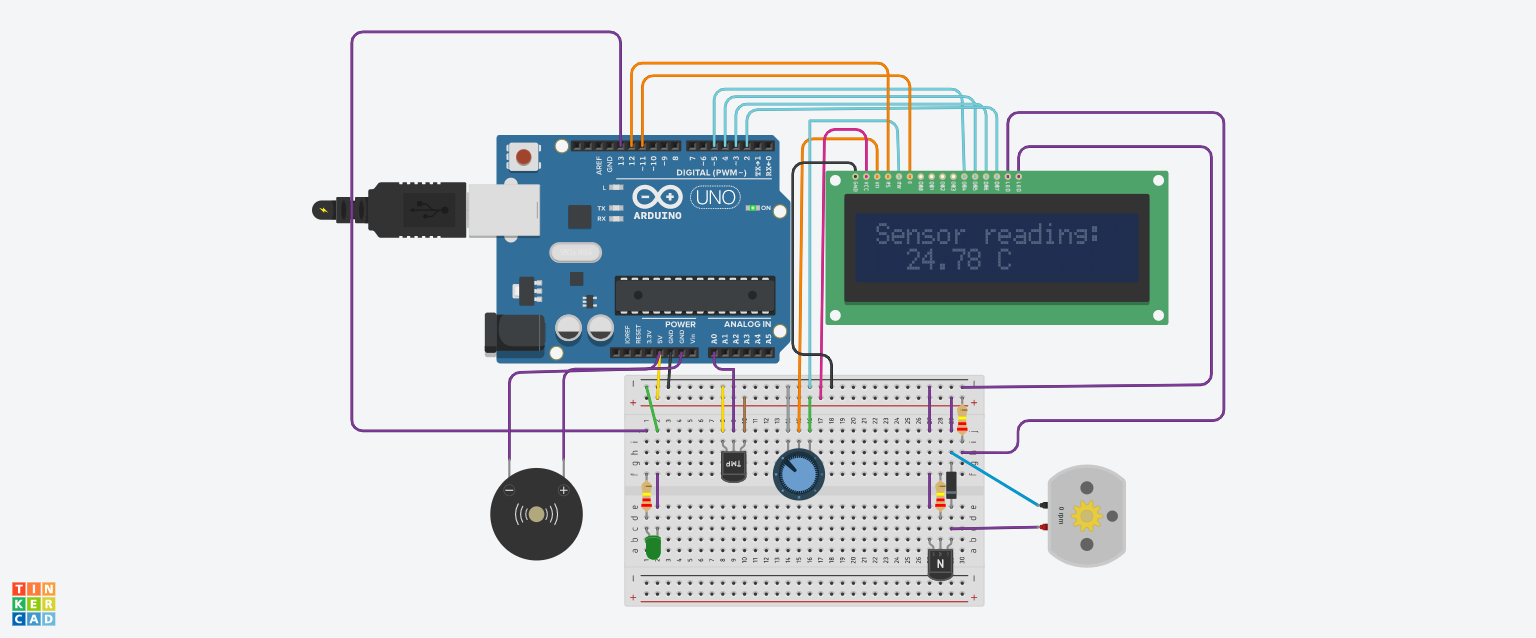 AREF
GND
13
12
~11
~10
~9
8
7
~6
~5
4
~3
2
TX→1
RX←0
DIGITAL (PWM~)
L
TX
RX
ARDUINO
UNO
ON
Sensor reading:
24.78 C
POWER
ANALOG IN
IOREF
RESET
3.3V
5V
GND
GND
Vin
A0
A1
A2
A3
A4
A5
TMP
N
0 rpm
TIN
KER
CAD